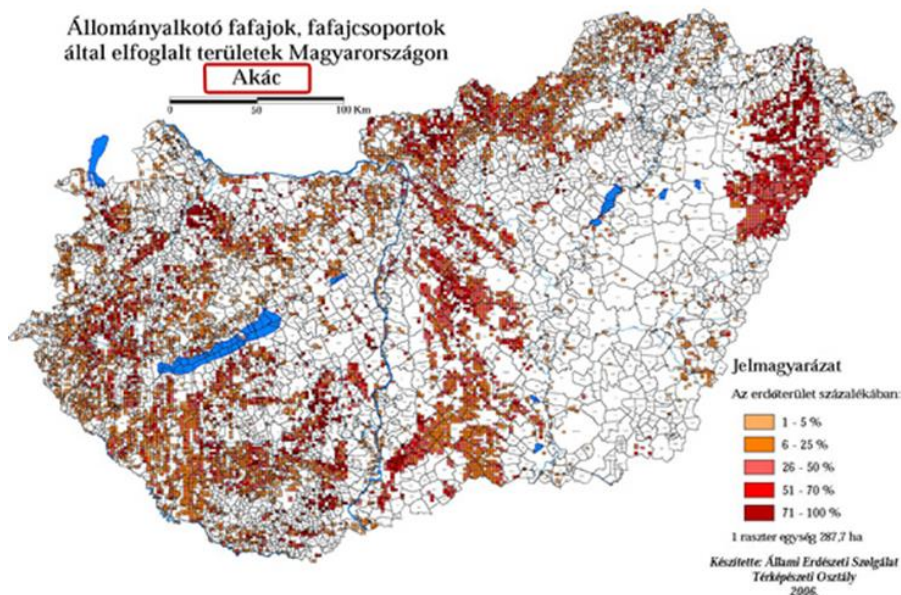 Állományalkotó fafajok, fafajcsoportok
által elfoglalt területek Magyarországon
Akác
0 50 100 Km
Jelmagyarázat
Az erdőterület százalékában:
1 - 5 %
6 - 25 %
26 - 50 %
51 - 70 %
71 - 100 %
1 raszter egység 287,7 ha
Készítette: Állami Erdészeti Szolgálat
Térképészeti Osztály
2006.